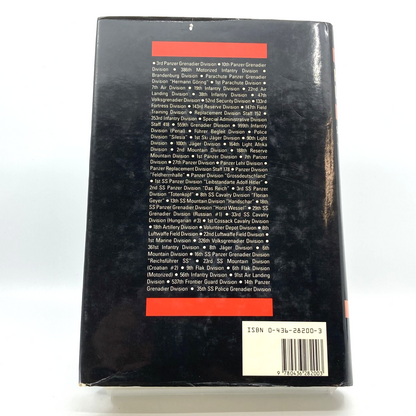 • 3rd Panzer Grenadier Division • 10th Panzer Grenadier
Division • 386th Motorized Infantry Division •
Brandenburg Division • Parachute Panzer Grenadier
Division "Hermann Göring" • 1st Parachute Division •
7th Air Division • 19th Infantry Division • 22nd Air
Landing Division • 38th Infantry Division • 47th
Volksgrenadier Division • 52nd Security Division • 133rd
Fortress Division • 143rd Reserve Division • 147th Field
Training Division • Replacement Division Staff 152 •
353rd Infantry Division • Special Administrative Division
Staff 418 • 559th Grenadier Division • 999th Infantry
Division (Penal) • Führer Begleit Division • Police
Division "Silesia" • 1st Ski Jäger Division • 90th Light
Division • 100th Jäger Division • 164th Light Afrika
Division • 2nd Mountain Division • 188th Reserve
Mountain Division • 1st Panzer Division • 7th Panzer
Division • 27th Panzer Division • Panzer Lehr Division •
Panzer Replacement Division Staff 178 • Panzer Division
"Feldherrnhalle" • Panzer Division "Grossdeutschland"
• 1st SS Panzer Division "Leibstandarte Adolf Hitler" •
2nd SS Panzer Division "Das Reich" • 3rd SS Panzer
Division "Totenkopf" • 8th SS Cavalry Division "Florian
Geyer" • 13th SS Mountain Division "Handschar" • 18th
SS Panzer Grenadier Division "Horst Wessel" • 29th SS
Grenadier Division (Russian #1) • 33rd SS Cavalry
Division (Hungarian #3) • 1st Cossack Cavalry Division
• 18th Artillery Division • Volunteer Depot Division • 8th
Luftwaffe Field Division • 22nd Luftwaffe Field Division •
1st Marine Division • 326th Volksgrenadier Division •
361st Infantry Division • 8th Jäger Division • 6th
Mountain Division • 16th SS Panzer Grenadier Division
"Reichsführer SS" • 23rd SS Mountain Division
(Croatian #2) • 9th Flak Division • 6th Flak Division
(Motorized) • 56th Infantry Division • 91st Air Landing
Division • 537th Frontier Guard Division • 14th Panzer
Grenadier Division • 35th SS Police Grenadier Division
ISBN 0-436-28200-3
9 780436 282003